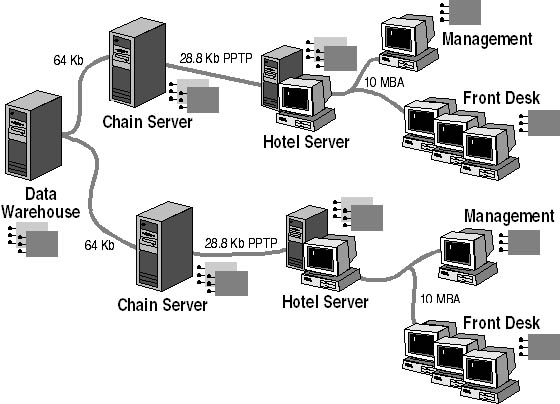 Management
64 Kb
28.8 Kb PPTP
10 MBA
Front Desk
Chain Server
Hotel Server
Data
Warehouse
Management
64 Kb
28.8 Kb PPTP
Chain Server
Hotel Server
10 MBA
Front Desk